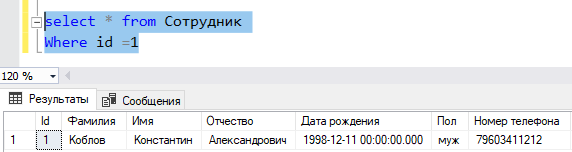 select * from Сотрудник
Where id =1
120 %
Результаты Сообщения
Id Фамилия Имя Отчество Дата рождения Пол Номер телефона
1 1 Коблов Константин Александрович 1998-12-11 00:00:00.000 муж 79603411212